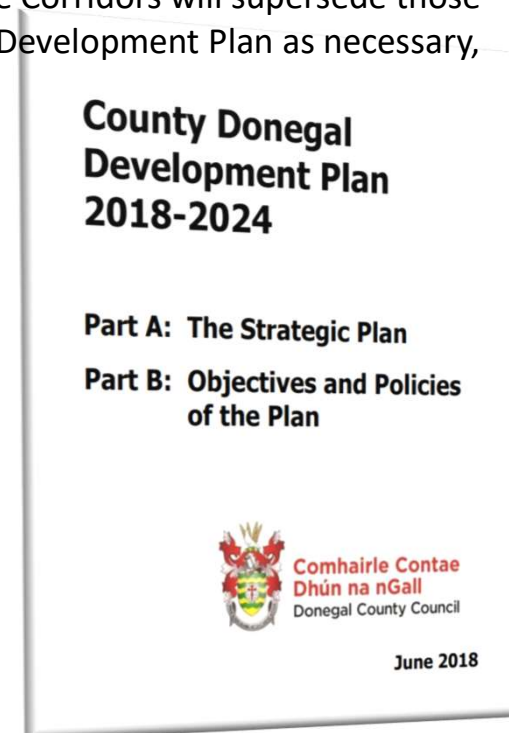 e Corridors will supersede those
Development Plan as necessary,
County Donegal
Development Plan
2018-2024
Part A: The Strategic Plan
Part B: Objectives and Policies
of the Plan
Comhairle Contae
Dhún na nGall
Donegal County Council
June 2018